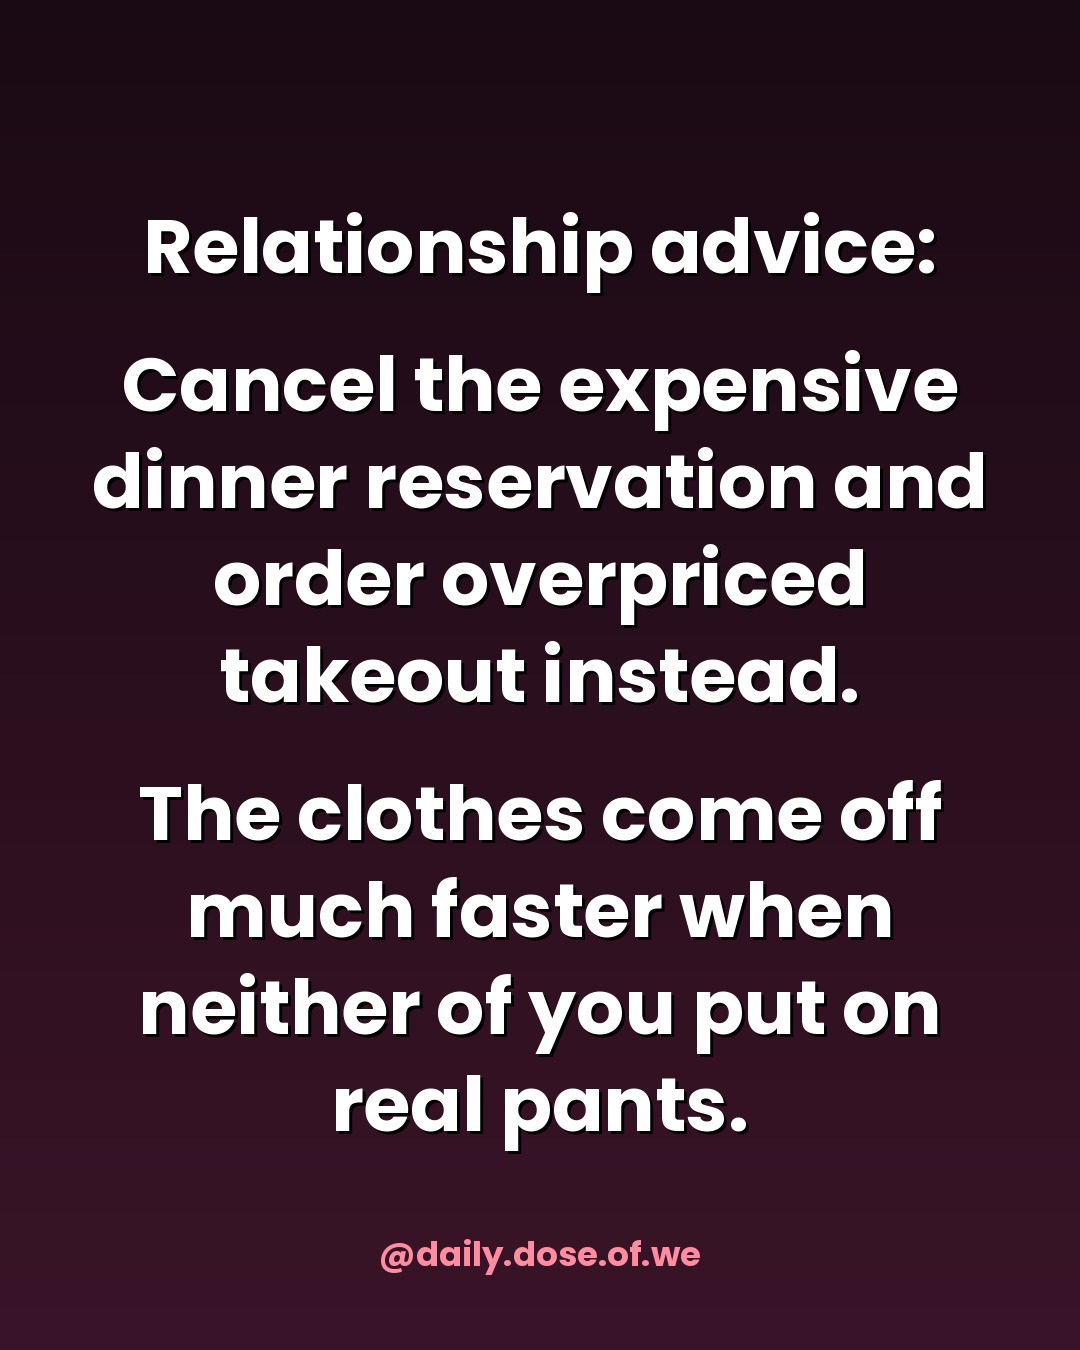 Relationship advice:
Cancel the expensive
dinner reservation and
order overpriced
takeout instead.
The clothes come off
much faster when
neither of you put on
real pants.
@daily.dose.of.we